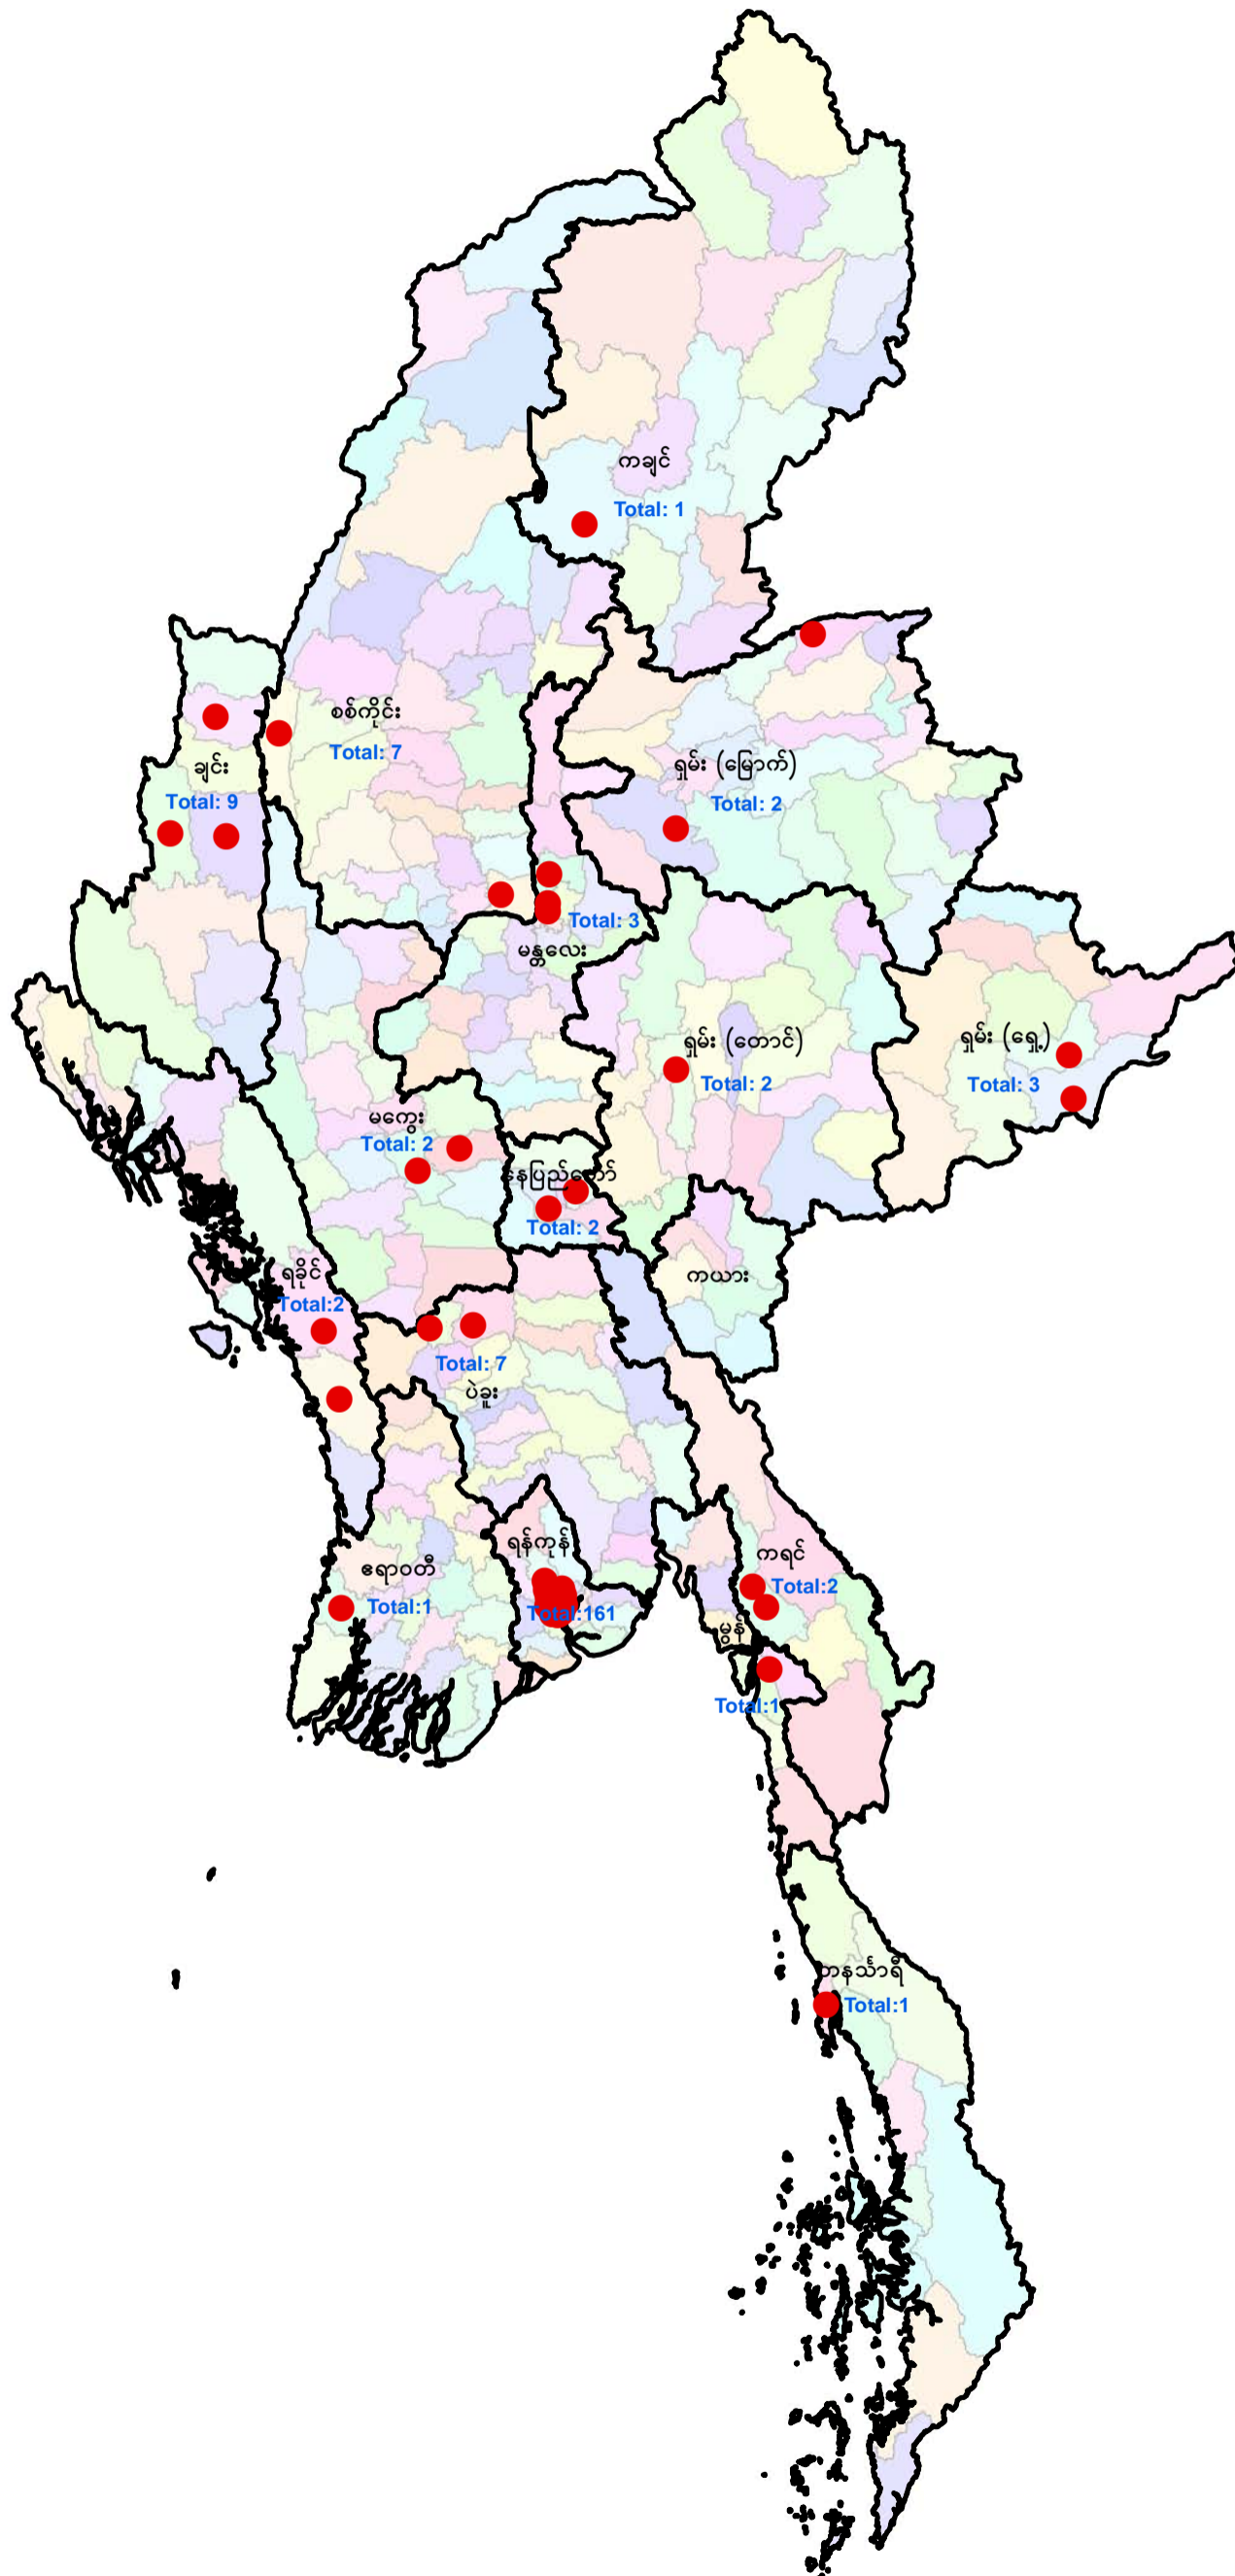 ကချင်
Total: 1
စစ်ကိုင်း
Total: 7
ချင်း
Total: 9
ရှမ်း (မြောက်)
Total: 2
Total: 3
မန္တလေး
ရှမ်း (တောင်)
Total: 2
ရှမ်း (ရှေ့)
Total: 3
မကွေး
Total: 2
နေပြည်တော်
Total: 2
ရခိုင်
Total:2
ကယား
Total: 7
ပဲခူး
ရန်ကုန်
Total:161
ဧရာဝတီ
Total:1
ကရင်
Total:2
မွန်
Total:1
တနင်္သာရီ
Total:1